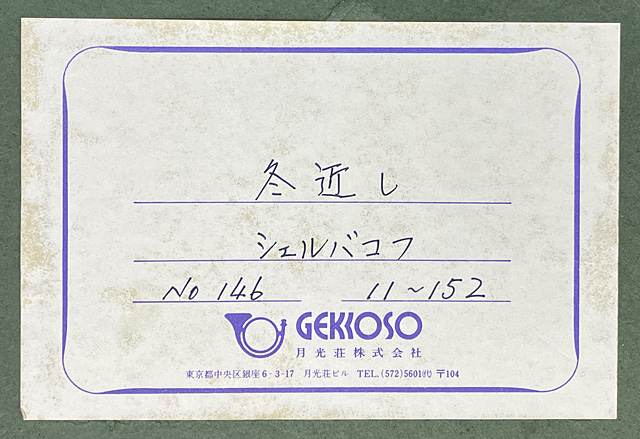 冬近し
シェルバコフ
No 146 11~152
GEKKOSO
月光荘株式会社
東京都中央区銀座6-3-17 月光荘ビル TEL.(572)5601㈹ 〒104